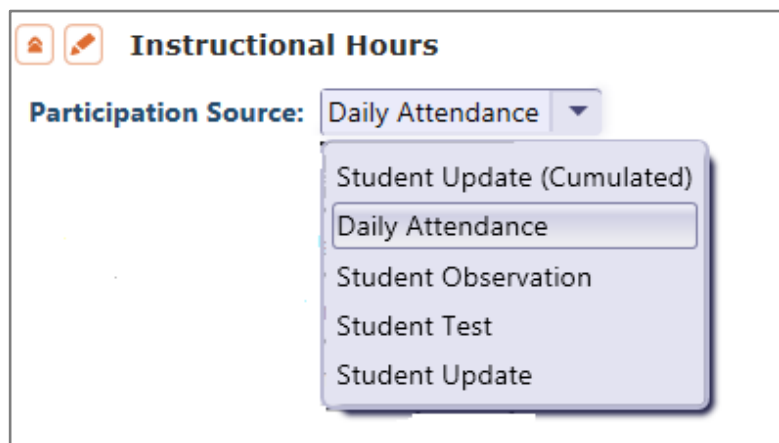 Instructional Hours
Participation Source: Daily Attendance
Student Update (Cumulated)
Daily Attendance
Student Observation
Student Test
Student Update